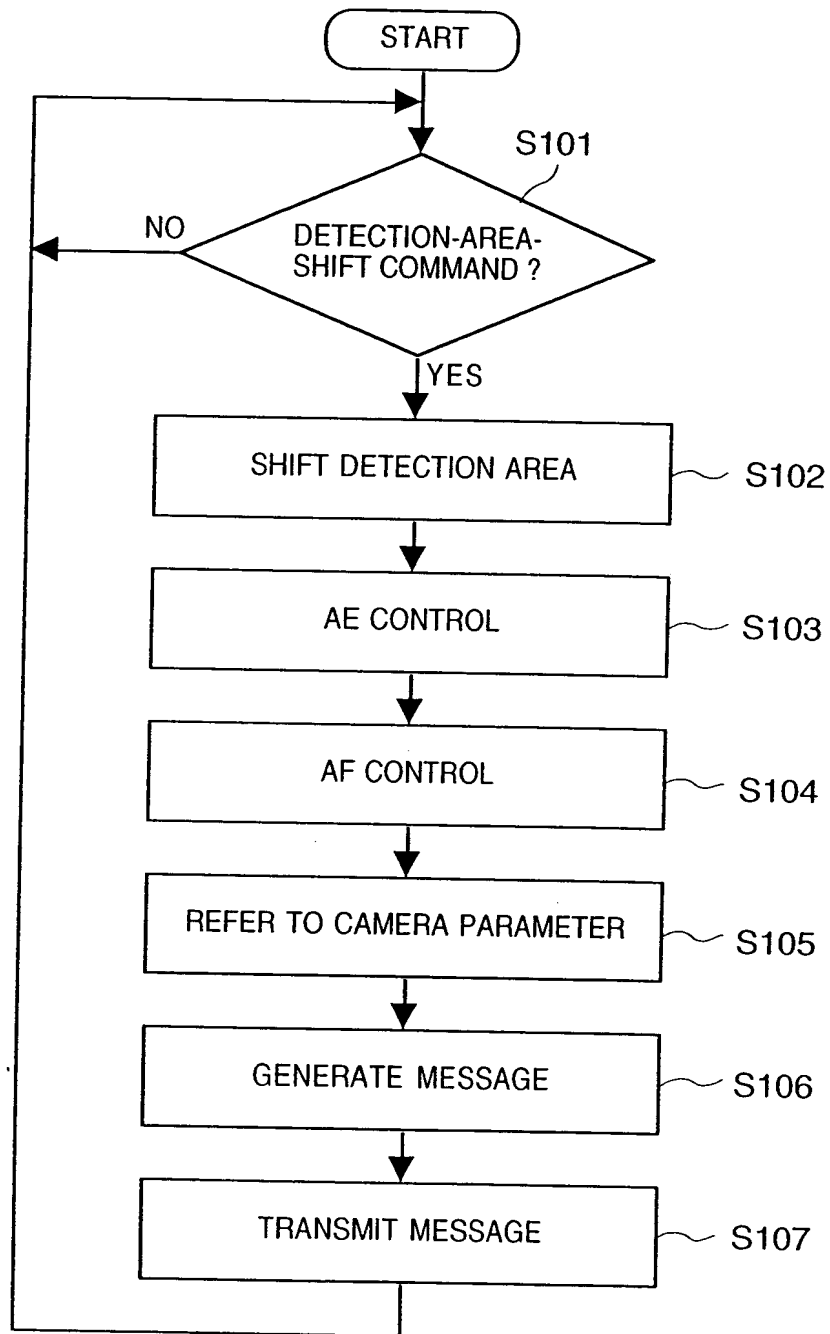 START
S101
NO
DETECTION-AREA-
SHIFT COMMAND ?
YES
SHIFT DETECTION AREA
S102
AE CONTROL
S103
AF CONTROL
S104
REFER TO CAMERA PARAMETER
S105
GENERATE MESSAGE
S106
TRANSMIT MESSAGE
S107